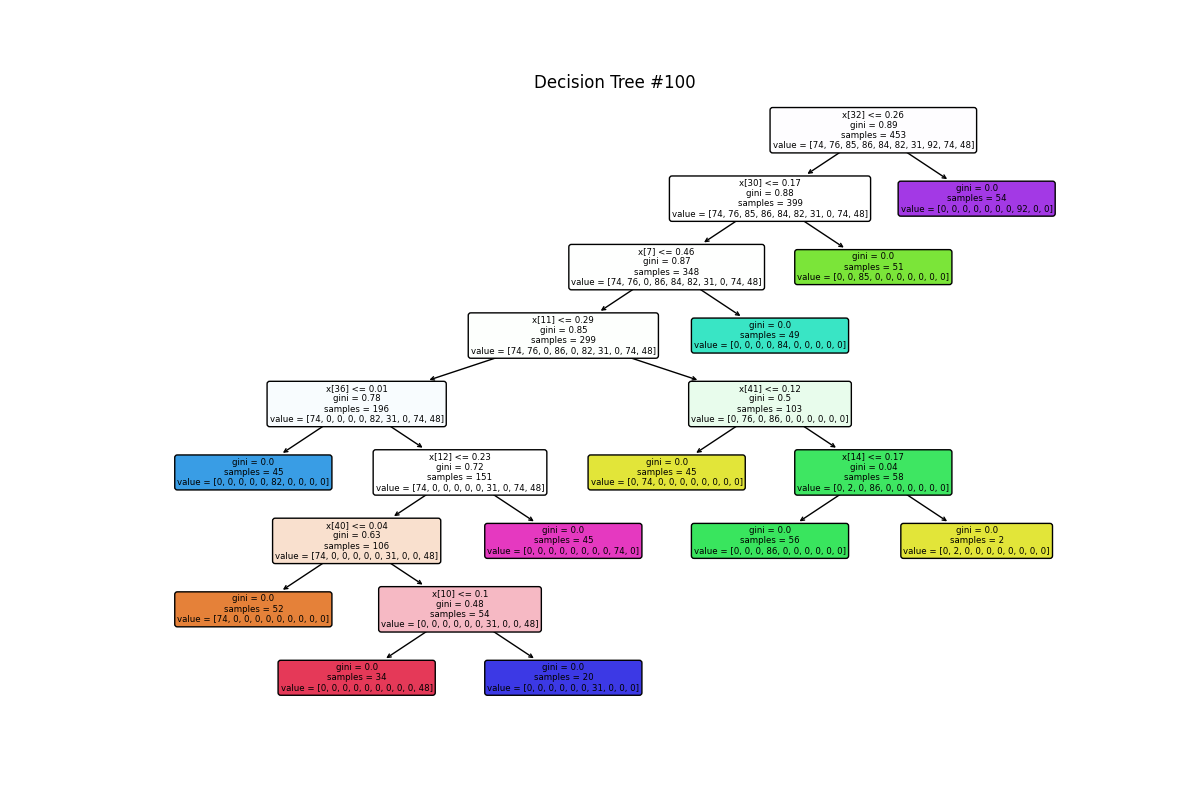 Decision Tree #100
x[32] <= 0.26
gini = 0.89
samples = 453
value = [74, 76, 85, 86, 84, 82, 31, 92, 74, 48]
x[30] <= 0.17
gini = 0.88
samples = 399
value = [74, 76, 85, 86, 84, 82, 31, 0, 74, 48]
gini = 0.0
samples = 54
value = [0, 0, 0, 0, 0, 0, 0, 92, 0, 0]
x[7] <= 0.46
gini = 0.87
samples = 348
value = [74, 76, 0, 86, 84, 82, 31, 0, 74, 48]
gini = 0.0
samples = 51
value = [0, 0, 85, 0, 0, 0, 0, 0, 0, 0]
x[11] <= 0.29
gini = 0.85
samples = 299
value = [74, 76, 0, 86, 0, 82, 31, 0, 74, 48]
gini = 0.0
samples = 49
value = [0, 0, 0, 0, 84, 0, 0, 0, 0, 0]
x[36] <= 0.01
gini = 0.78
samples = 196
value = [74, 0, 0, 0, 0, 82, 31, 0, 74, 48]
x[41] <= 0.12
gini = 0.5
samples = 103
value = [0, 76, 0, 86, 0, 0, 0, 0, 0, 0]
gini = 0.0
samples = 45
value = [0, 0, 0, 0, 0, 82, 0, 0, 0, 0]
x[12] <= 0.23
gini = 0.72
samples = 151
value = [74, 0, 0, 0, 0, 0, 31, 0, 74, 48]
gini = 0.0
samples = 45
value = [0, 74, 0, 0, 0, 0, 0, 0, 0, 0]
x[14] <= 0.17
gini = 0.04
samples = 58
value = [0, 2, 0, 86, 0, 0, 0, 0, 0, 0]
x[40] <= 0.04
gini = 0.63
samples = 106
value = [74, 0, 0, 0, 0, 0, 31, 0, 0, 48]
gini = 0.0
samples = 45
value = [0, 0, 0, 0, 0, 0, 0, 0, 74, 0]
gini = 0.0
samples = 56
value = [0, 0, 0, 86, 0, 0, 0, 0, 0, 0]
gini = 0.0
samples = 2
value = [0, 2, 0, 0, 0, 0, 0, 0, 0, 0]
gini = 0.0
samples = 52
value = [74, 0, 0, 0, 0, 0, 0, 0, 0, 0]
x[10] <= 0.1
gini = 0.48
samples = 54
value = [0, 0, 0, 0, 0, 0, 31, 0, 0, 48]
gini = 0.0
samples = 34
value = [0, 0, 0, 0, 0, 0, 0, 0, 0, 48]
gini = 0.0
samples = 20
value = [0, 0, 0, 0, 0, 0, 31, 0, 0, 0]